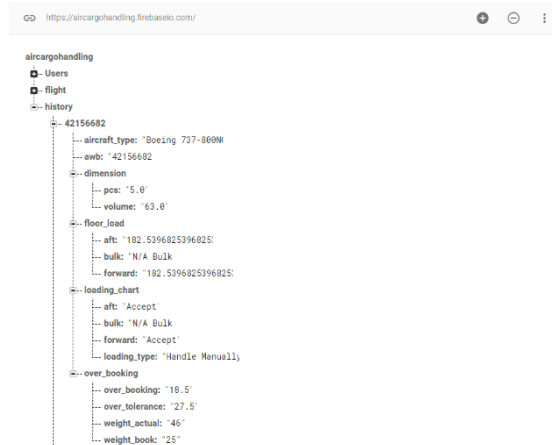 https://aircargohandling.firebaseio.com/
aircargohandling
Users
flight
history
42156682
aircraft_type: "Boeing 737-800N
awb: "42156682
dimension
pcs: "5.0'
volume: "63.0'
floor_load
aft: "182.5396825396825
bulk: "N/A Bulk
forward: "182.5396825396825
loading_chart
aft: "Accept'
bulk: "N/A Bulk
forward: "Accept'
loading_type: "Handle Manually
over_booking
over_booking: "18.5'
over_tolerance: "27.5'
weight_actual: "46"
weight_book: "25"